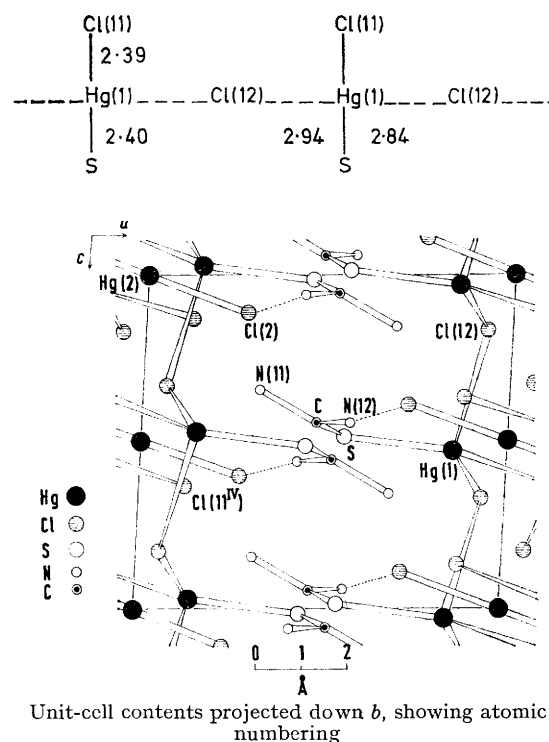 Cl(11) Cl(11)
2·39
Hg(1) Cl(12) Hg(1) Cl(12)
2·40 2·94 2·84
S S
a
c
Hg(2)
Cl(2) Cl(12)
N(11)
C N(12)
S
Hg(1)
Cl(11^IV)
Hg
Cl
S
N
C
0 1 2
Å
Unit-cell contents projected down b, showing atomic
numbering